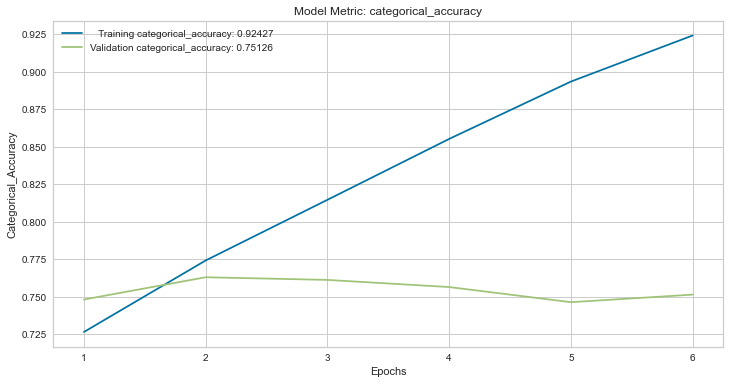 Model Metric: categorical_accuracy
Training categorical_accuracy: 0.92427
Validation categorical_accuracy: 0.75126
Categorical_Accuracy
0.925
0.900
0.875
0.850
0.825
0.800
0.775
0.750
0.725
1 2 3 4 5 6
Epochs